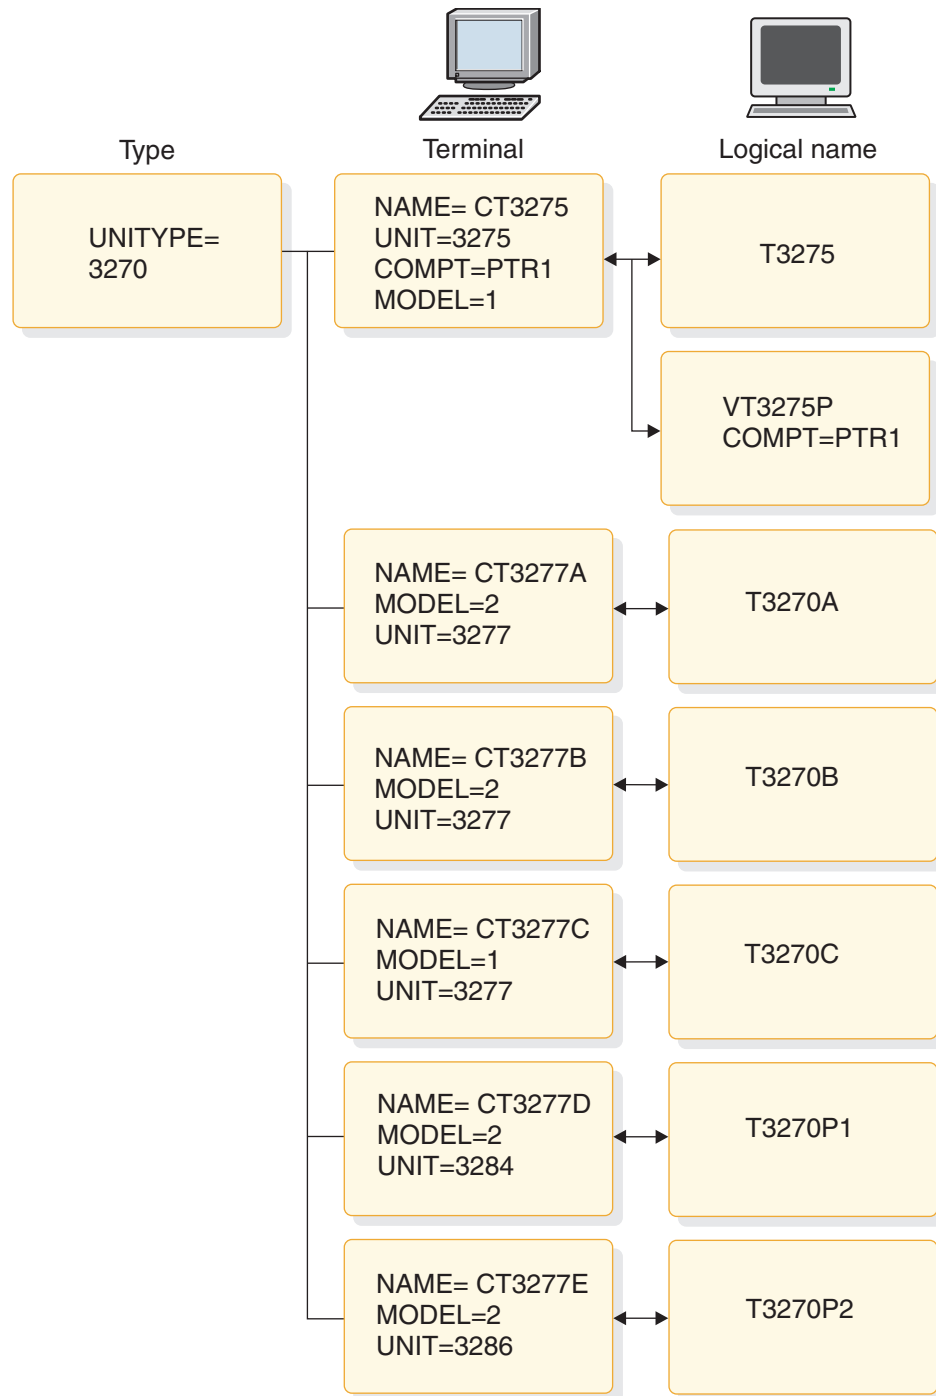 Type
Terminal
Logical name
UNITYPE=
3270
NAME= CT3275
UNIT=3275
COMPT=PTR1
MODEL=1
T3275
VT3275P
COMPT=PTR1
NAME= CT3277A
MODEL=2
UNIT=3277
T3270A
NAME= CT3277B
MODEL=2
UNIT=3277
T3270B
NAME= CT3277C
MODEL=1
UNIT=3277
T3270C
NAME= CT3277D
MODEL=2
UNIT=3284
T3270P1
NAME= CT3277E
MODEL=2
UNIT=3286
T3270P2